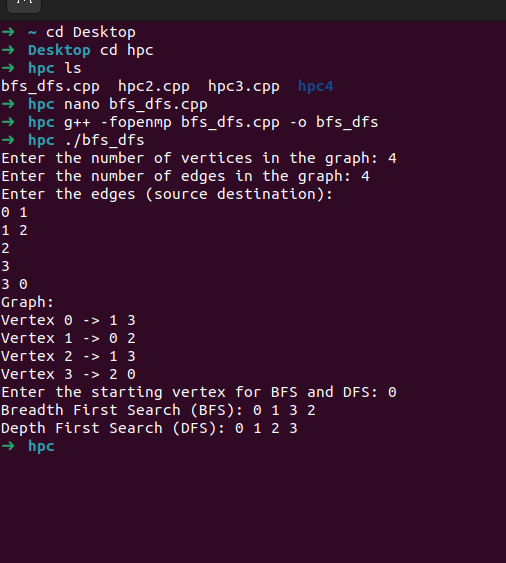 ➜ ~ cd Desktop
➜ Desktop cd hpc
➜ hpc ls
bfs_dfs.cpp hpc2.cpp hpc3.cpp hpc4
➜ hpc nano bfs_dfs.cpp
➜ hpc g++ -fopenmp bfs_dfs.cpp -o bfs_dfs
➜ hpc ./bfs_dfs
Enter the number of vertices in the graph: 4
Enter the number of edges in the graph: 4
Enter the edges (source destination):
0 1
1 2
2
3
3 0
Graph:
Vertex 0 -> 1 3
Vertex 1 -> 0 2
Vertex 2 -> 1 3
Vertex 3 -> 2 0
Enter the starting vertex for BFS and DFS: 0
Breadth First Search (BFS): 0 1 3 2
Depth First Search (DFS): 0 1 2 3
➜ hpc